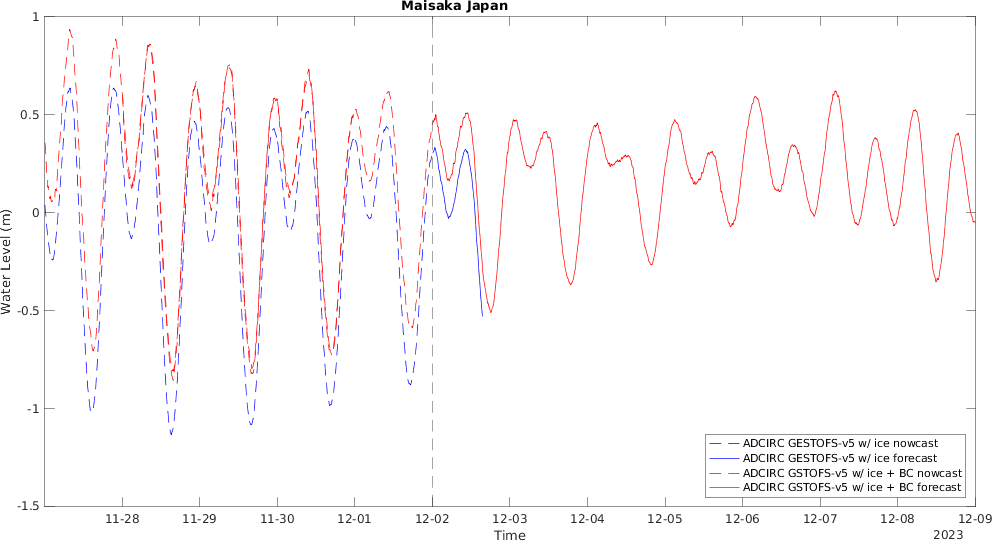 Maisaka Japan
1
0.5
0
-0.5
-1
-1.5
Water Level (m)
11-28 11-29 11-30 12-01 12-02 12-03 12-04 12-05 12-06 12-07 12-08 12-09
Time
2023
ADCIRC GESTOFS-v5 w/ ice nowcast
ADCIRC GESTOFS-v5 w/ ice forecast
ADCIRC GSTOFS-v5 w/ ice + BC nowcast
ADCIRC GSTOFS-v5 w/ ice + BC forecast